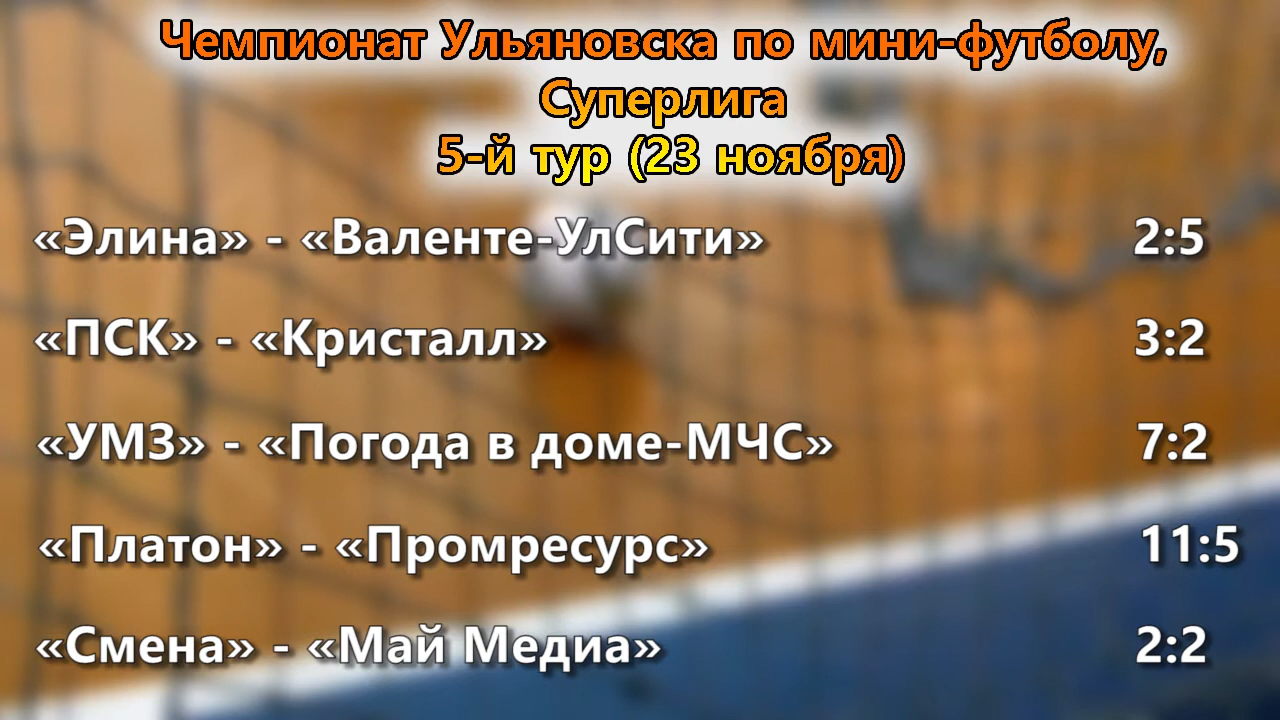 Чемпионат Ульяновска по мини-футболу,
Суперлига
5-й тур (23 ноября)
«Элина» - «Валенте-УлСити» 2:5
«ПСК» - «Кристалл» 3:2
«УМЗ» - «Погода в доме-МЧС» 7:2
«Платон» - «Промресурс» 11:5
«Смена» - «Май Медиа» 2:2